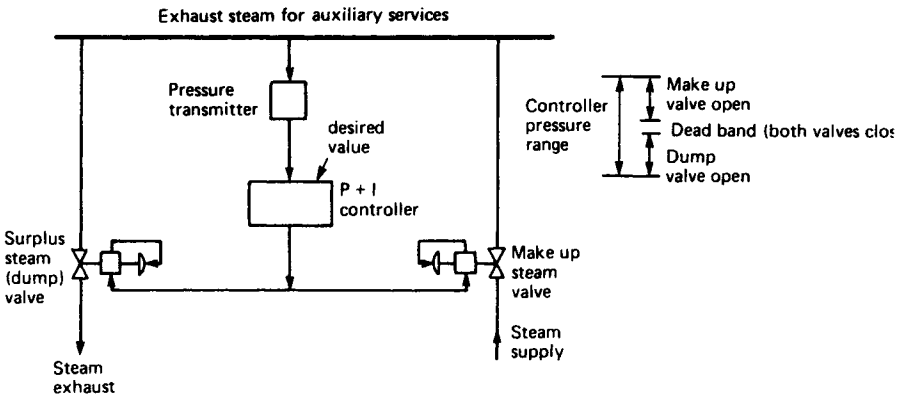 Exhaust steam for auxiliary services
Pressure
transmitter
desired
value
P + I
controller
Surplus
steam
(dump)
valve
Make up
steam
valve
Steam
supply
Steam
exhaust
Controller
pressure
range
Make up
valve open
Dead band (both valves clos
Dump
valve open